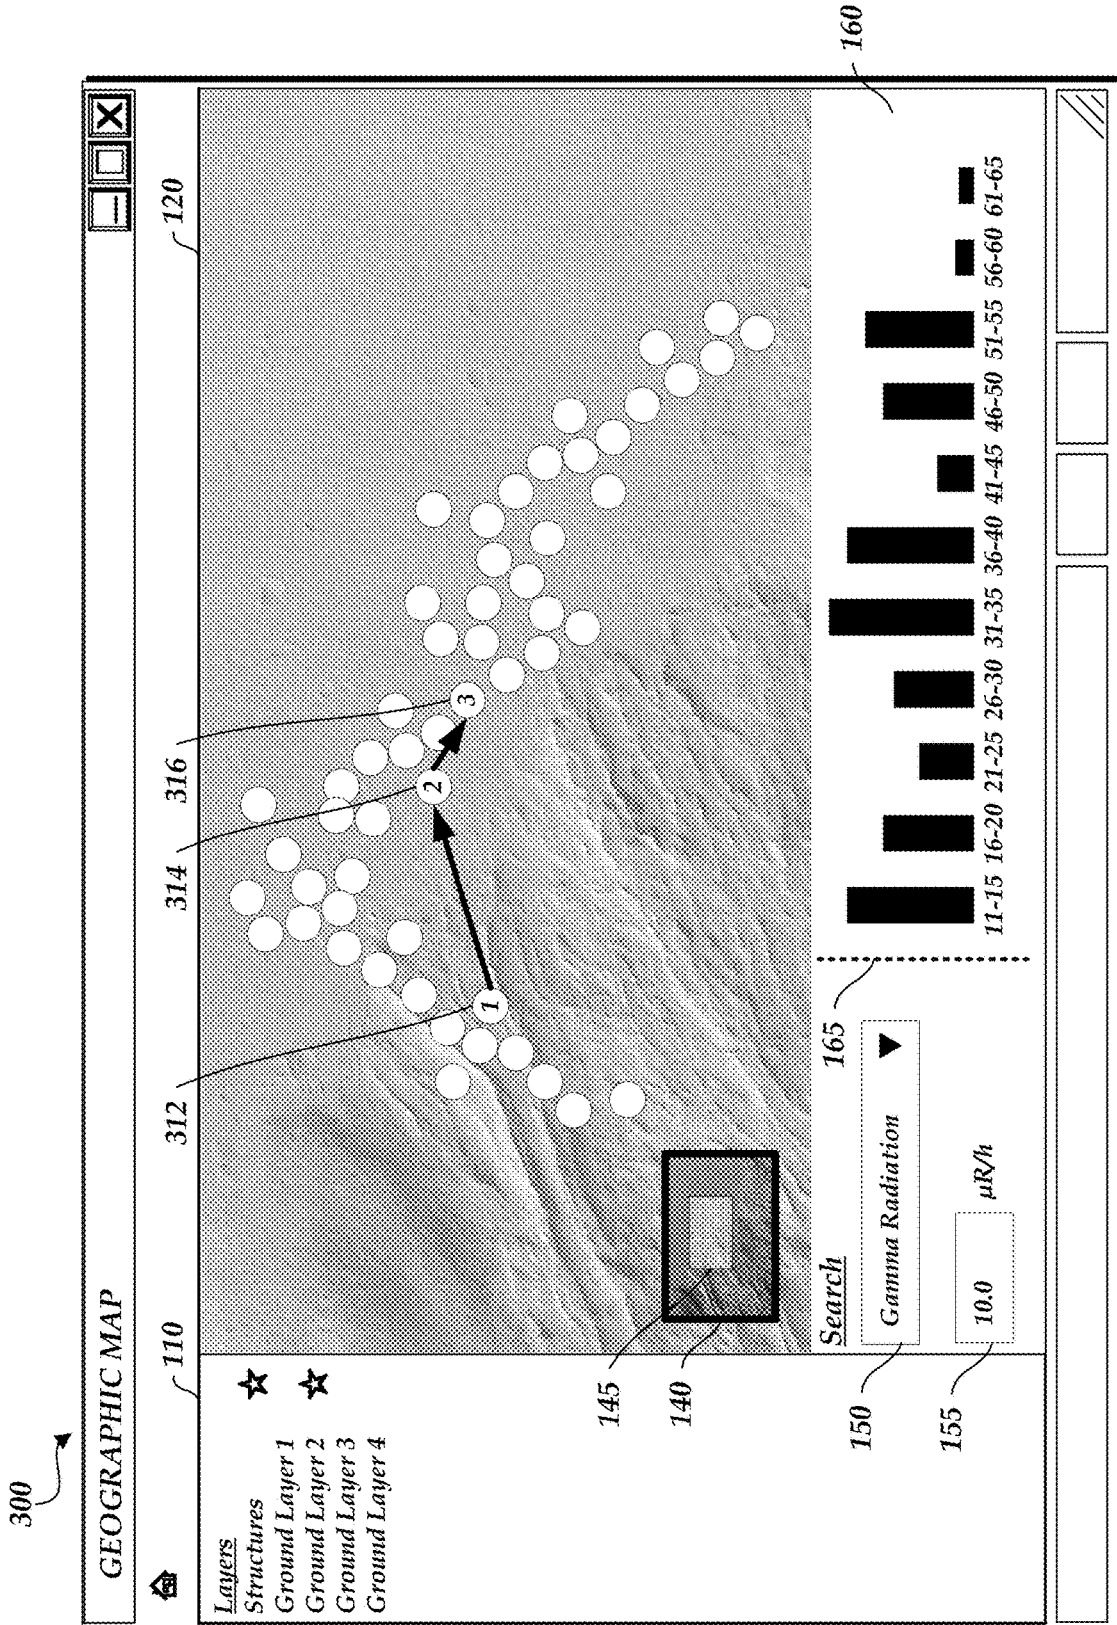 300
GEOGRAPHIC MAP
110
312
314
316
120
Layers
Structures
Ground Layer 1
Ground Layer 2
Ground Layer 3
Ground Layer 4
1
2
3
145
140
Search
165
160
150
Gamma Radiation
155
10.0 µR/h
11-15 16-20 21-25 26-30 31-35 36-40 41-45 46-50 51-55 56-60 61-65